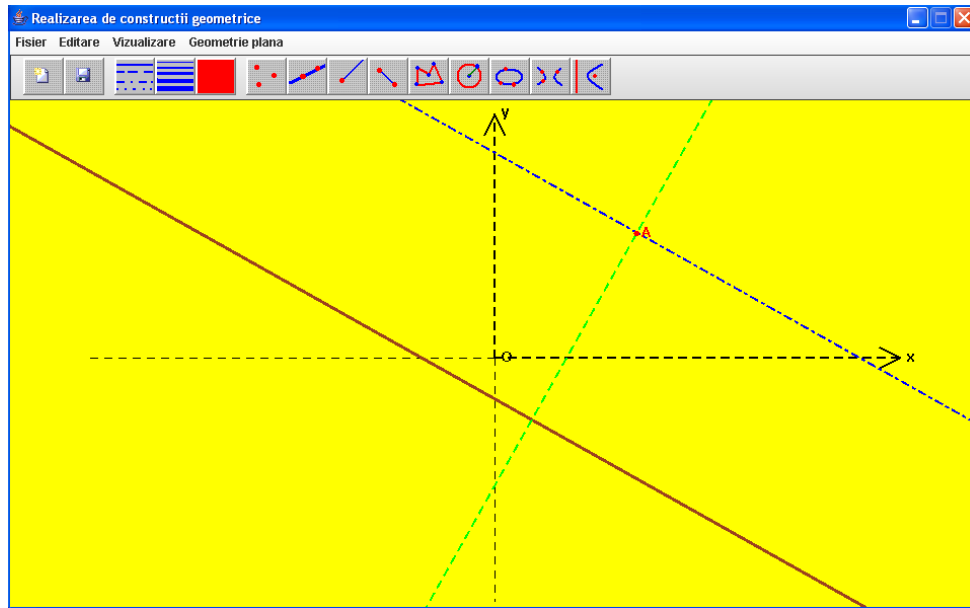 Realizarea de constructii geometrice
Fisier Editare Vizualizare Geometrie plana
y
A
O
x